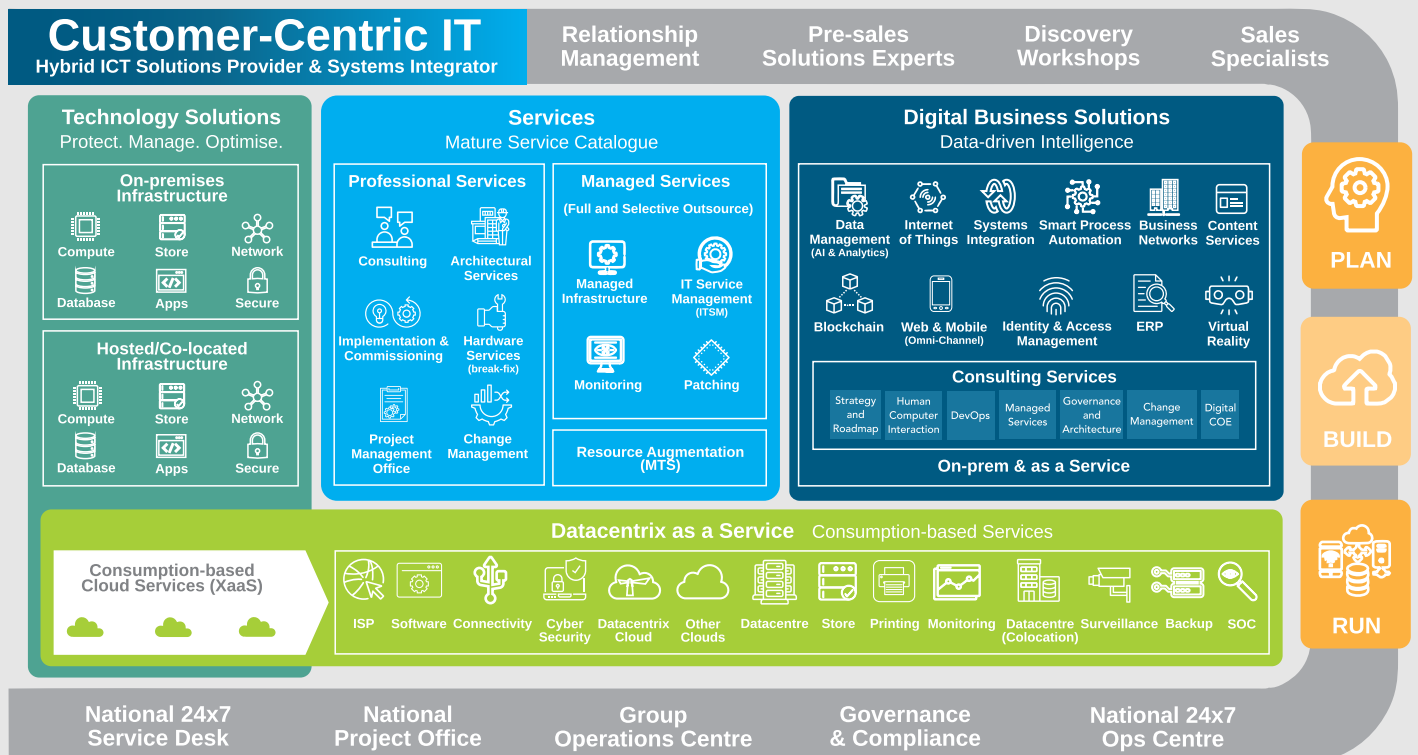 Customer-Centric IT
Hybrid ICT Solutions Provider & Systems Integrator
Relationship
Management
Pre-sales
Solutions Experts
Discovery
Workshops
Sales
Specialists
Technology Solutions
Protect. Manage. Optimise.
On-premises
Infrastructure
Compute
Store
Network
Database
Apps
Secure
Hosted/Co-located
Infrastructure
Compute
Store
Network
Database
Apps
Secure
Services
Mature Service Catalogue
Professional Services
Consulting
Architectural
Services
Implementation &
Commissioning
Hardware
Services
(break-fix)
Project
Management
Office
Change
Management
Managed Services
(Full and Selective Outsource)
Managed
Infrastructure
IT Service
Management
(ITSM)
Monitoring
Patching
Resource Augmentation
(MTS)
Digital Business Solutions
Data-driven Intelligence
Data
Management
(AI & Analytics)
Internet
of Things
Systems
Integration
Smart Process
Automation
Business
Networks
Content
Services
Blockchain
Web & Mobile
(Omni-Channel)
Identity & Access
Management
ERP
Virtual
Reality
Consulting Services
Strategy
and
Roadmap
Human
Computer
Interaction
DevOps
Managed
Services
Governance
and
Architecture
Change
Management
Digital
COE
On-prem & as a Service
PLAN
BUILD
RUN
Datacentrix as a Service
Consumption-based Services
Consumption-based
Cloud Services (XaaS)
ISP
Software
Connectivity
Cyber
Security
Datacentrix
Cloud
Other
Clouds
Datacentre
Store
Printing
Monitoring
Datacentre
(Colocation)
Surveillance
Backup
SOC
National 24x7
Service Desk
National
Project Office
Group
Operations Centre
Governance
& Compliance
National 24x7
Ops Centre